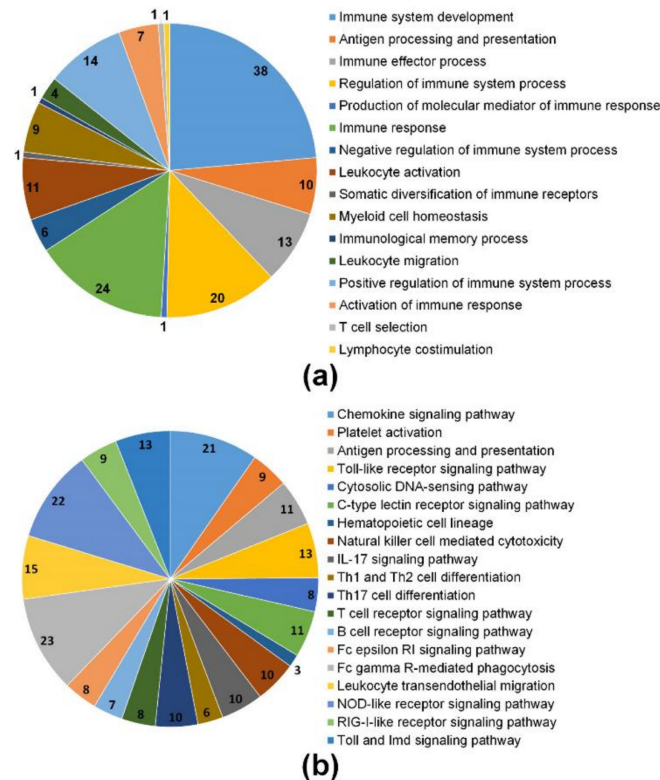 1 1
7
14
38
4
1
9
1
11
10
6
13
24
20
1
Immune system development
Antigen processing and presentation
Immune effector process
Regulation of immune system process
Production of molecular mediator of immune response
Immune response
Negative regulation of immune system process
Leukocyte activation
Somatic diversification of immune receptors
Myeloid cell homeostasis
Immunological memory process
Leukocyte migration
Positive regulation of immune system process
Activation of immune response
T cell selection
Lymphocyte costimulation
(a)
13
21
9
9
22
11
13
15
8
23
11
3
10
8
10
7
8
10
6
Chemokine signaling pathway
Platelet activation
Antigen processing and presentation
Toll-like receptor signaling pathway
Cytosolic DNA-sensing pathway
C-type lectin receptor signaling pathway
Hematopoietic cell lineage
Natural killer cell mediated cytotoxicity
IL-17 signaling pathway
Th1 and Th2 cell differentiation
Th17 cell differentiation
T cell receptor signaling pathway
B cell receptor signaling pathway
Fc epsilon RI signaling pathway
Fc gamma R-mediated phagocytosis
Leukocyte transendothelial migration
NOD-like receptor signaling pathway
RIG-I-like receptor signaling pathway
Toll and Imd signaling pathway
(b)